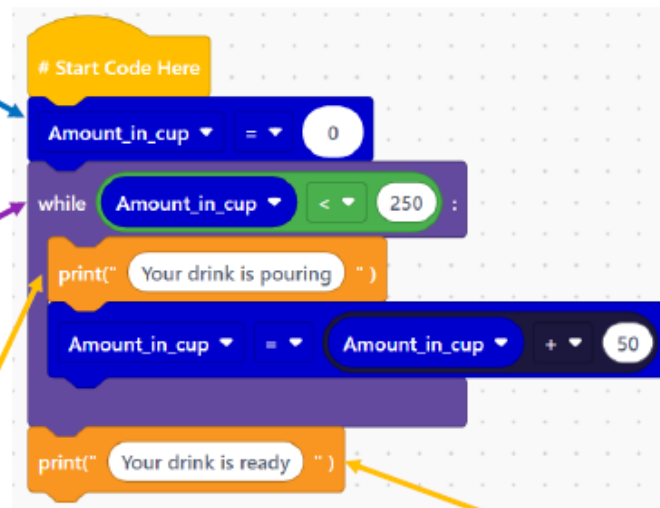 # Start Code Here
Amount_in_cup = 0
while Amount_in_cup < 250 :
print(" Your drink is pouring ")
Amount_in_cup = Amount_in_cup + 50
print(" Your drink is ready ")